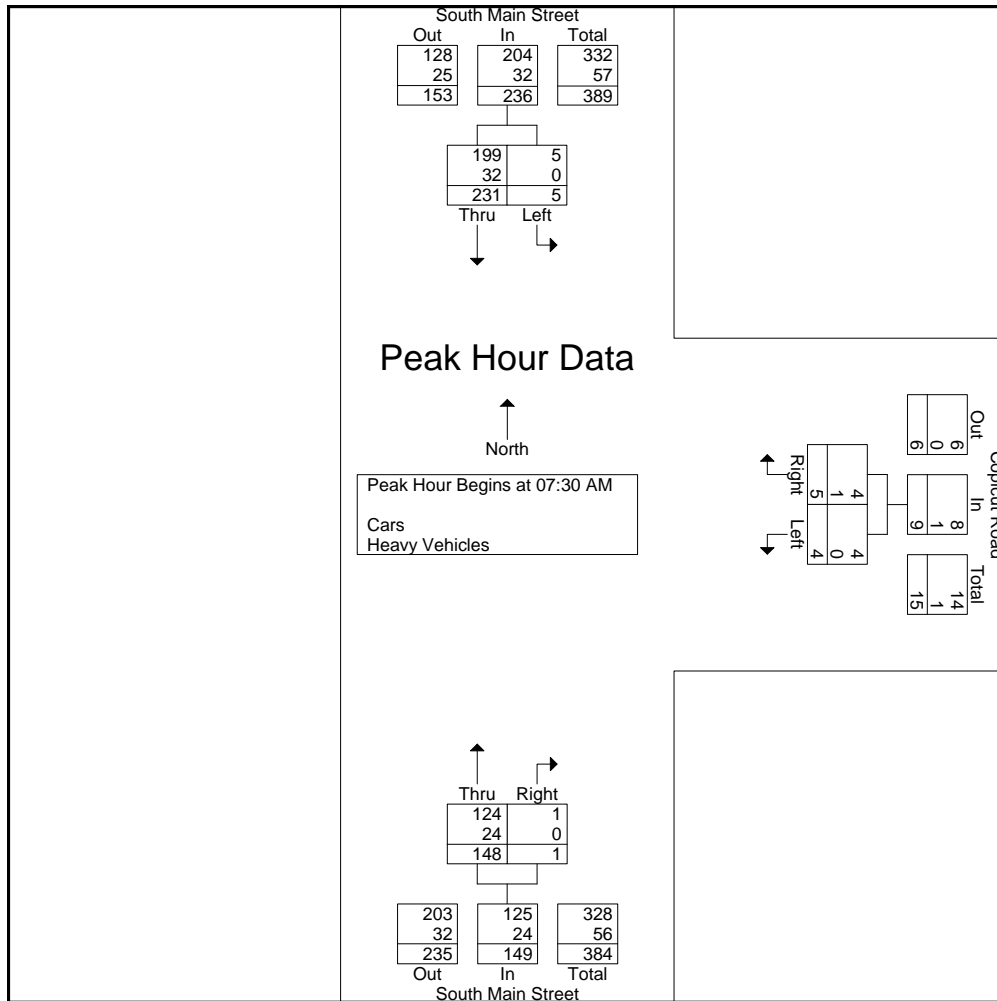 South Main Street
Out In Total
128 204 332
25 32 57
153 236 389
199 5
32 0
231 5
Thru Left
Peak Hour Data
North
Peak Hour Begins at 07:30 AM
Cars
Heavy Vehicles
Right Left
4 4
1 0
5 4
Out In Total
6 8 14
0 1 1
6 9 15
Thru Right
124 1
24 0
148 1
203 125 328
32 24 56
235 149 384
Out In Total
South Main Street